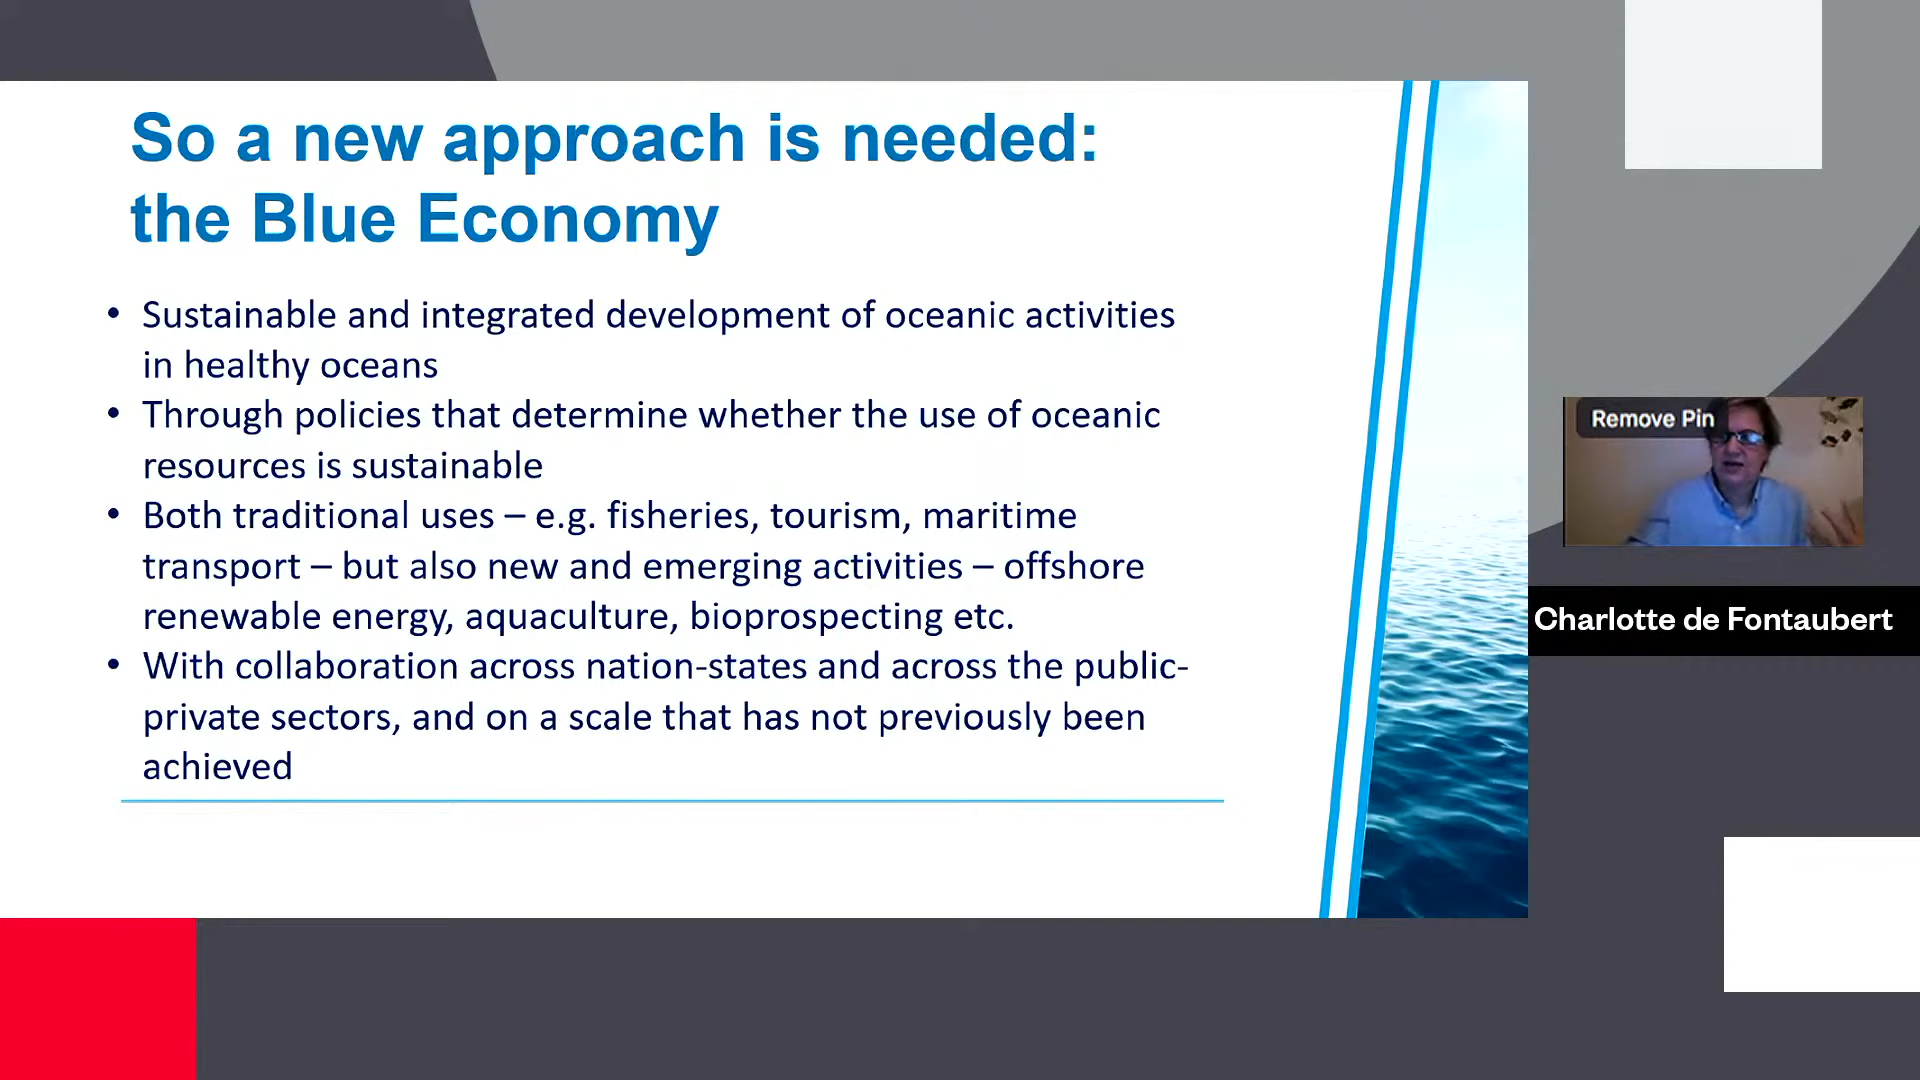 So a new approach is needed:
the Blue Economy
• Sustainable and integrated development of oceanic activities
in healthy oceans
• Through policies that determine whether the use of oceanic
resources is sustainable
• Both traditional uses – e.g. fisheries, tourism, maritime
transport – but also new and emerging activities – offshore
renewable energy, aquaculture, bioprospecting etc.
• With collaboration across nation-states and across the public-
private sectors, and on a scale that has not previously been
achieved
Remove Pin
Charlotte de Fontaubert